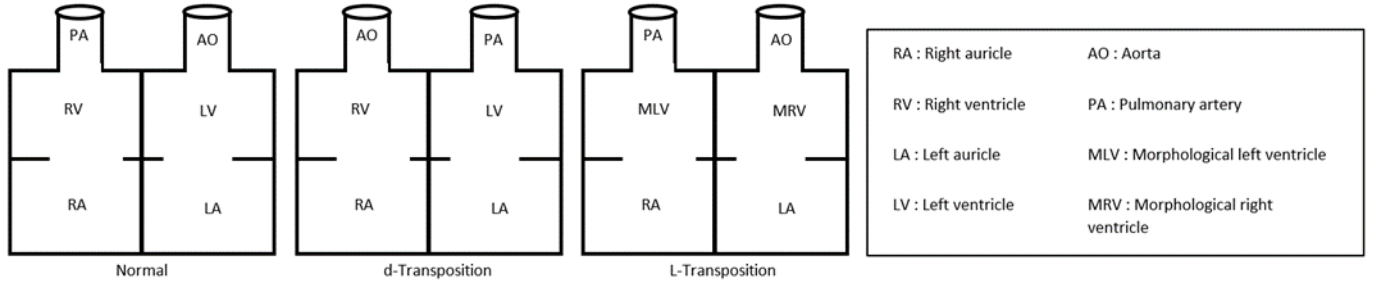 PA AO
RV LV
RA LA
Normal
AO PA
RV LV
RA LA
d-Transposition
PA AO
MLV MRV
RA LA
L-Transposition
RA : Right auricle AO : Aorta
RV : Right ventricle PA : Pulmonary artery
LA : Left auricle MLV : Morphological left ventricle
LV : Left ventricle MRV : Morphological right
ventricle